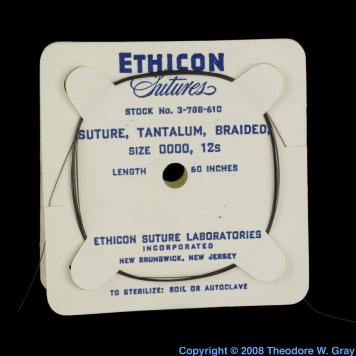 ETHICON
Sutures
STOCK No. 3-788-610
SUTURE, TANTALUM, BRAIDED,
SIZE 0000, 12s
LENGTH 60 INCHES
ETHICON SUTURE LABORATORIES
INCORPORATED
NEW BRUNSWICK, NEW JERSEY
TO STERILIZE: BOIL OR AUTOCLAVE
Copyright © 2008 Theodore W. Gray